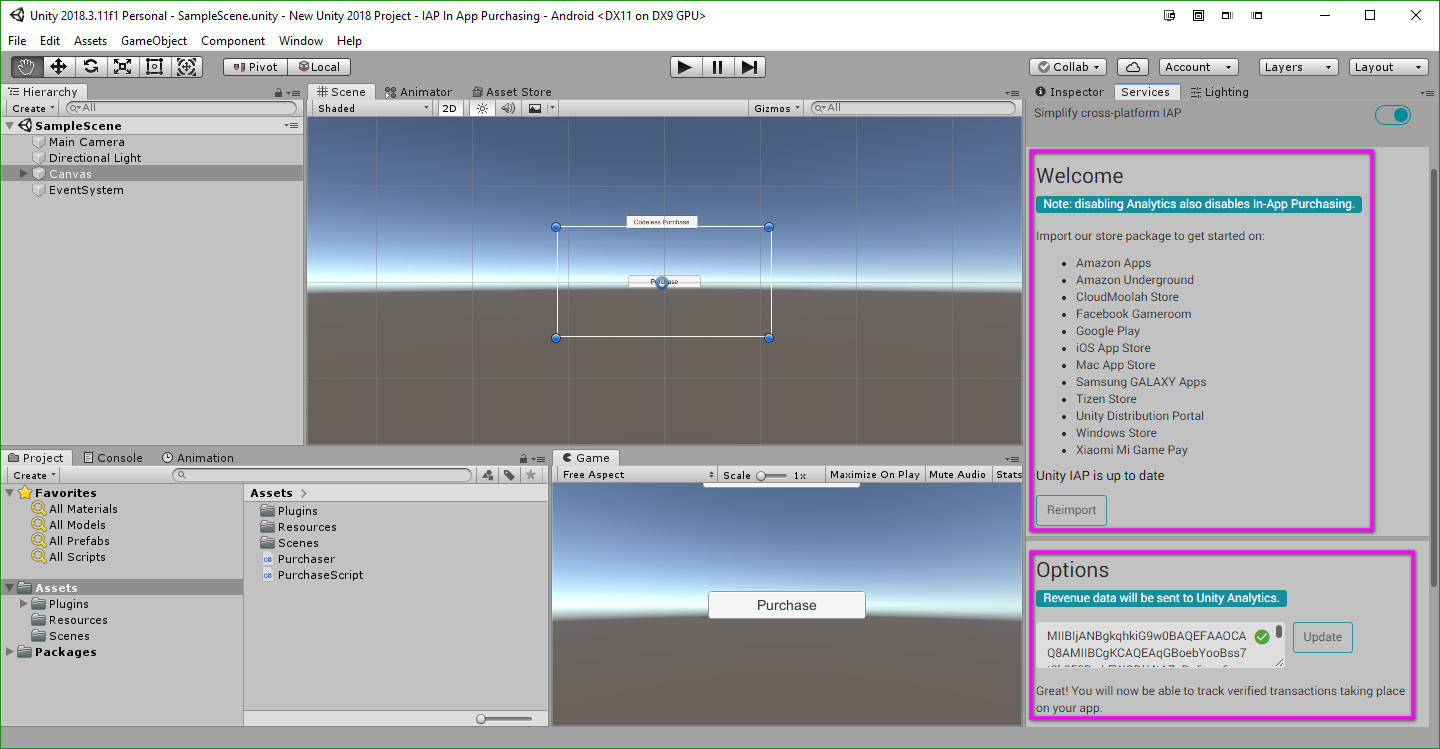 Unity 2018.3.11f1 Personal - SampleScene.unity - New Unity 2018 Project - IAP In App Purchasing - Android <DX11 on DX9 GPU>
File Edit Assets GameObject Component Window Help
Pivot Local
Collab Account Layers Layout
Hierarchy
Create All
SampleScene
Main Camera
Directional Light
Canvas
EventSystem
Scene Animator Asset Store
Shaded 2D Gizmos All
Codeless Purchase
Purchase
Inspector Services Lighting
Simplify cross-platform IAP
Welcome
Note: disabling Analytics also disables In-App Purchasing.
Import our store package to get started on:
• Amazon Apps
• Amazon Underground
• CloudMoolah Store
• Facebook Gameroom
• Google Play
• iOS App Store
• Mac App Store
• Samsung GALAXY Apps
• Tizen Store
• Unity Distribution Portal
• Windows Store
• Xiaomi Mi Game Pay
Unity IAP is up to date
Reimport
Options
Revenue data will be sent to Unity Analytics.
MIIBIjANBgkqhkiG9w0BAQEFAAOCA
Q8AMIIBCgKCAQEAqGBoebYooBss7
Update
Great! You will now be able to track verified transactions taking place
on your app.
Project Console Animation
Create
Favorites
All Materials
All Models
All Prefabs
All Scripts
Assets
Plugins
Resources
Scenes
Packages
Assets
Plugins
Resources
Scenes
Purchaser
PurchaseScript
Game
Free Aspect Scale 1x Maximize On Play Mute Audio Stats
Purchase